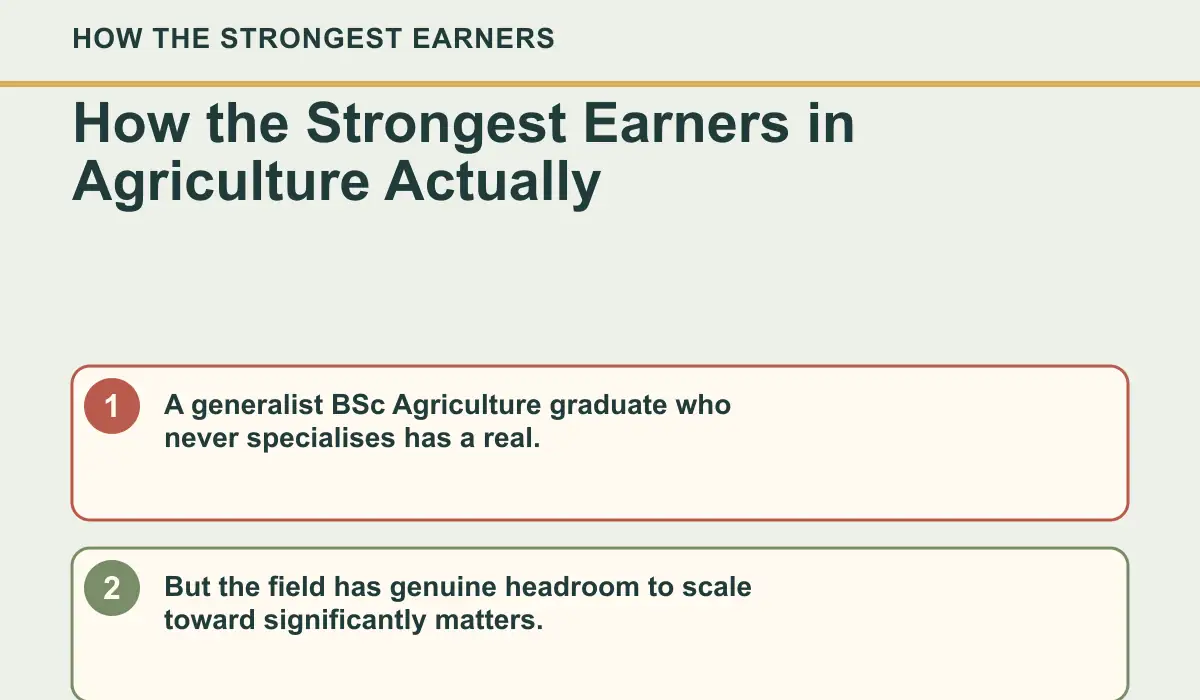 HOW THE STRONGEST EARNERS
How the Strongest Earners in
Agriculture Actually
1
A generalist BSc Agriculture graduate who
never specialises has a real.
2
But the field has genuine headroom to scale
toward significantly matters.